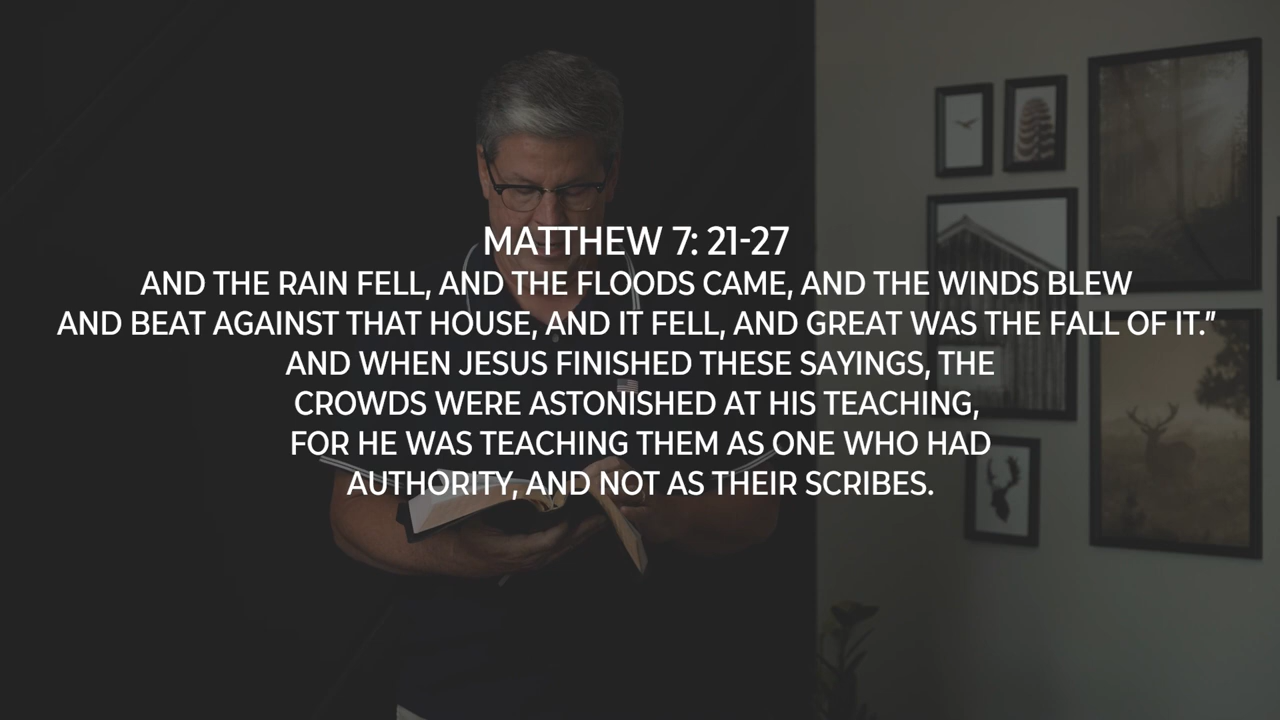 MATTHEW 7: 21-27
AND THE RAIN FELL, AND THE FLOODS CAME, AND THE WINDS BLEW
AND BEAT AGAINST THAT HOUSE, AND IT FELL, AND GREAT WAS THE FALL OF IT.”
AND WHEN JESUS FINISHED THESE SAYINGS, THE
CROWDS WERE ASTONISHED AT HIS TEACHING,
FOR HE WAS TEACHING THEM AS ONE WHO HAD
AUTHORITY, AND NOT AS THEIR SCRIBES.